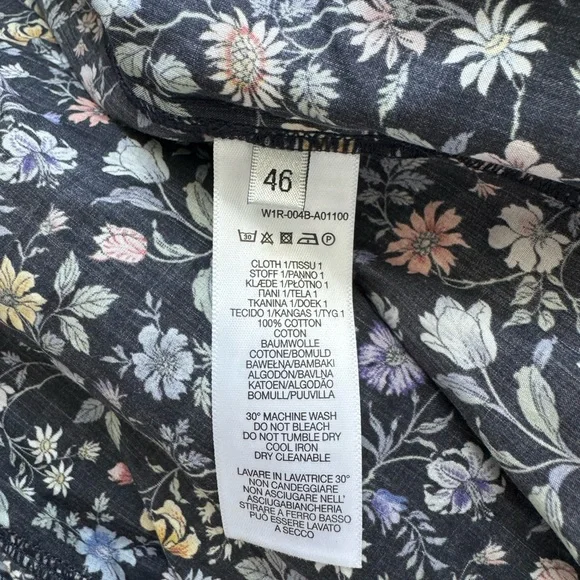 46
W1R-004B-A01100
30 P
CLOTH 1/TISSU 1
STOFF 1/PANNO 1
KLÆDE 1/PŁÓTNO 1
ΠΑΝΙ 1/TELA 1
TKANINA 1/DOEK 1
TECIDO 1/KANGAS 1/TYG 1
100% COTTON
COTON
BAUMWOLLE
COTONE/BOMULD
BAWEŁNA/ΒΑΜΒΑΚΙ
ALGODÓN/BAVLNA
KATOEN/ALGODÃO
BOMULL/PUUVILLA
30° MACHINE WASH
DO NOT BLEACH
DO NOT TUMBLE DRY
COOL IRON
DRY CLEANABLE
LAVARE IN LAVATRICE 30°
NON CANDEGGIARE
NON ASCIUGARE NELL'
ASCIUGABIANCHERIA
STIRARE A FERRO BASSO
PUÒ ESSERE LAVATO
A SECCO